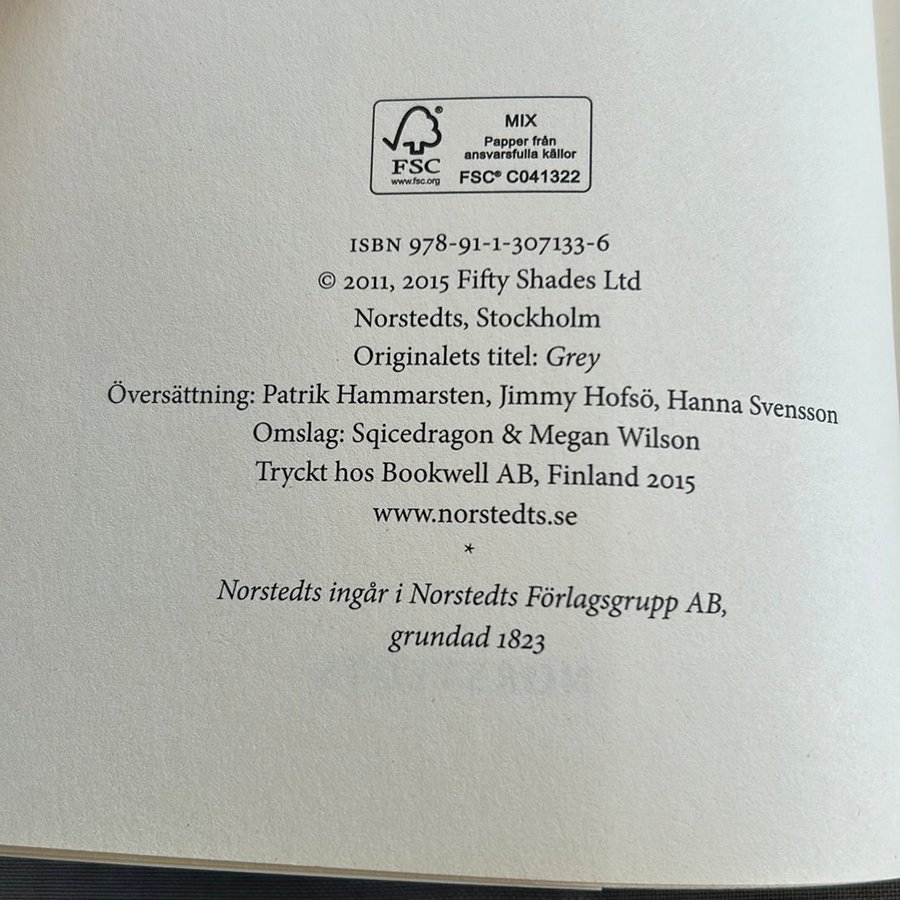 MIX
Papper från
ansvarsfulla källor
FSC® C041322
®
FSC
www.fsc.org
ISBN 978-91-1-307133-6
© 2011, 2015 Fifty Shades Ltd
Norstedts, Stockholm
Originalets titel: Grey
Översättning: Patrik Hammarsten, Jimmy Hofsö, Hanna Svensson
Omslag: Sqicedragon & Megan Wilson
Tryckt hos Bookwell AB, Finland 2015
www.norstedts.se
*
Norstedts ingår i Norstedts Förlagsgrupp AB,
grundad 1823